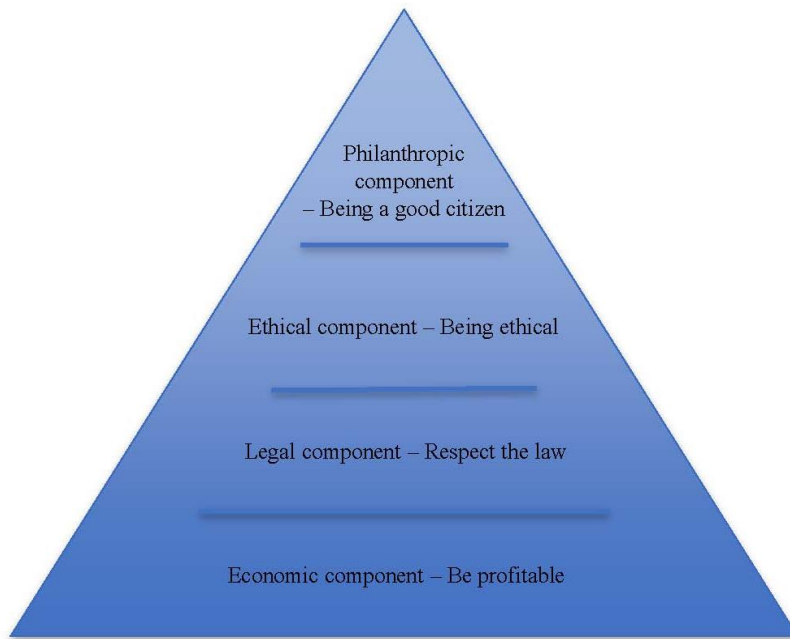 Philanthropic
component
– Being a good citizen
Ethical component – Being ethical
Legal component – Respect the law
Economic component – Be profitable